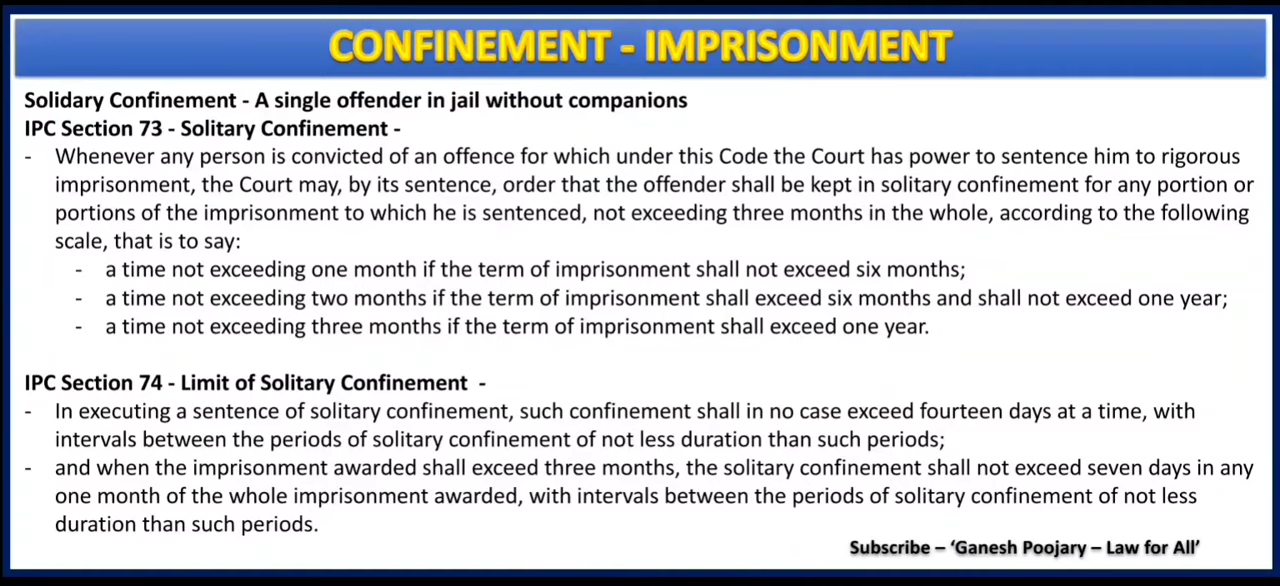 CONFINEMENT - IMPRISONMENT
Solidary Confinement - A single offender in jail without companions
IPC Section 73 - Solitary Confinement -
- Whenever any person is convicted of an offence for which under this Code the Court has power to sentence him to rigorous
imprisonment, the Court may, by its sentence, order that the offender shall be kept in solitary confinement for any portion or
portions of the imprisonment to which he is sentenced, not exceeding three months in the whole, according to the following
scale, that is to say:
- a time not exceeding one month if the term of imprisonment shall not exceed six months;
- a time not exceeding two months if the term of imprisonment shall exceed six months and shall not exceed one year;
- a time not exceeding three months if the term of imprisonment shall exceed one year.
IPC Section 74 - Limit of Solitary Confinement -
- In executing a sentence of solitary confinement, such confinement shall in no case exceed fourteen days at a time, with
intervals between the periods of solitary confinement of not less duration than such periods;
- and when the imprisonment awarded shall exceed three months, the solitary confinement shall not exceed seven days in any
one month of the whole imprisonment awarded, with intervals between the periods of solitary confinement of not less
duration than such periods.
Subscribe – ‘Ganesh Poojary – Law for All’